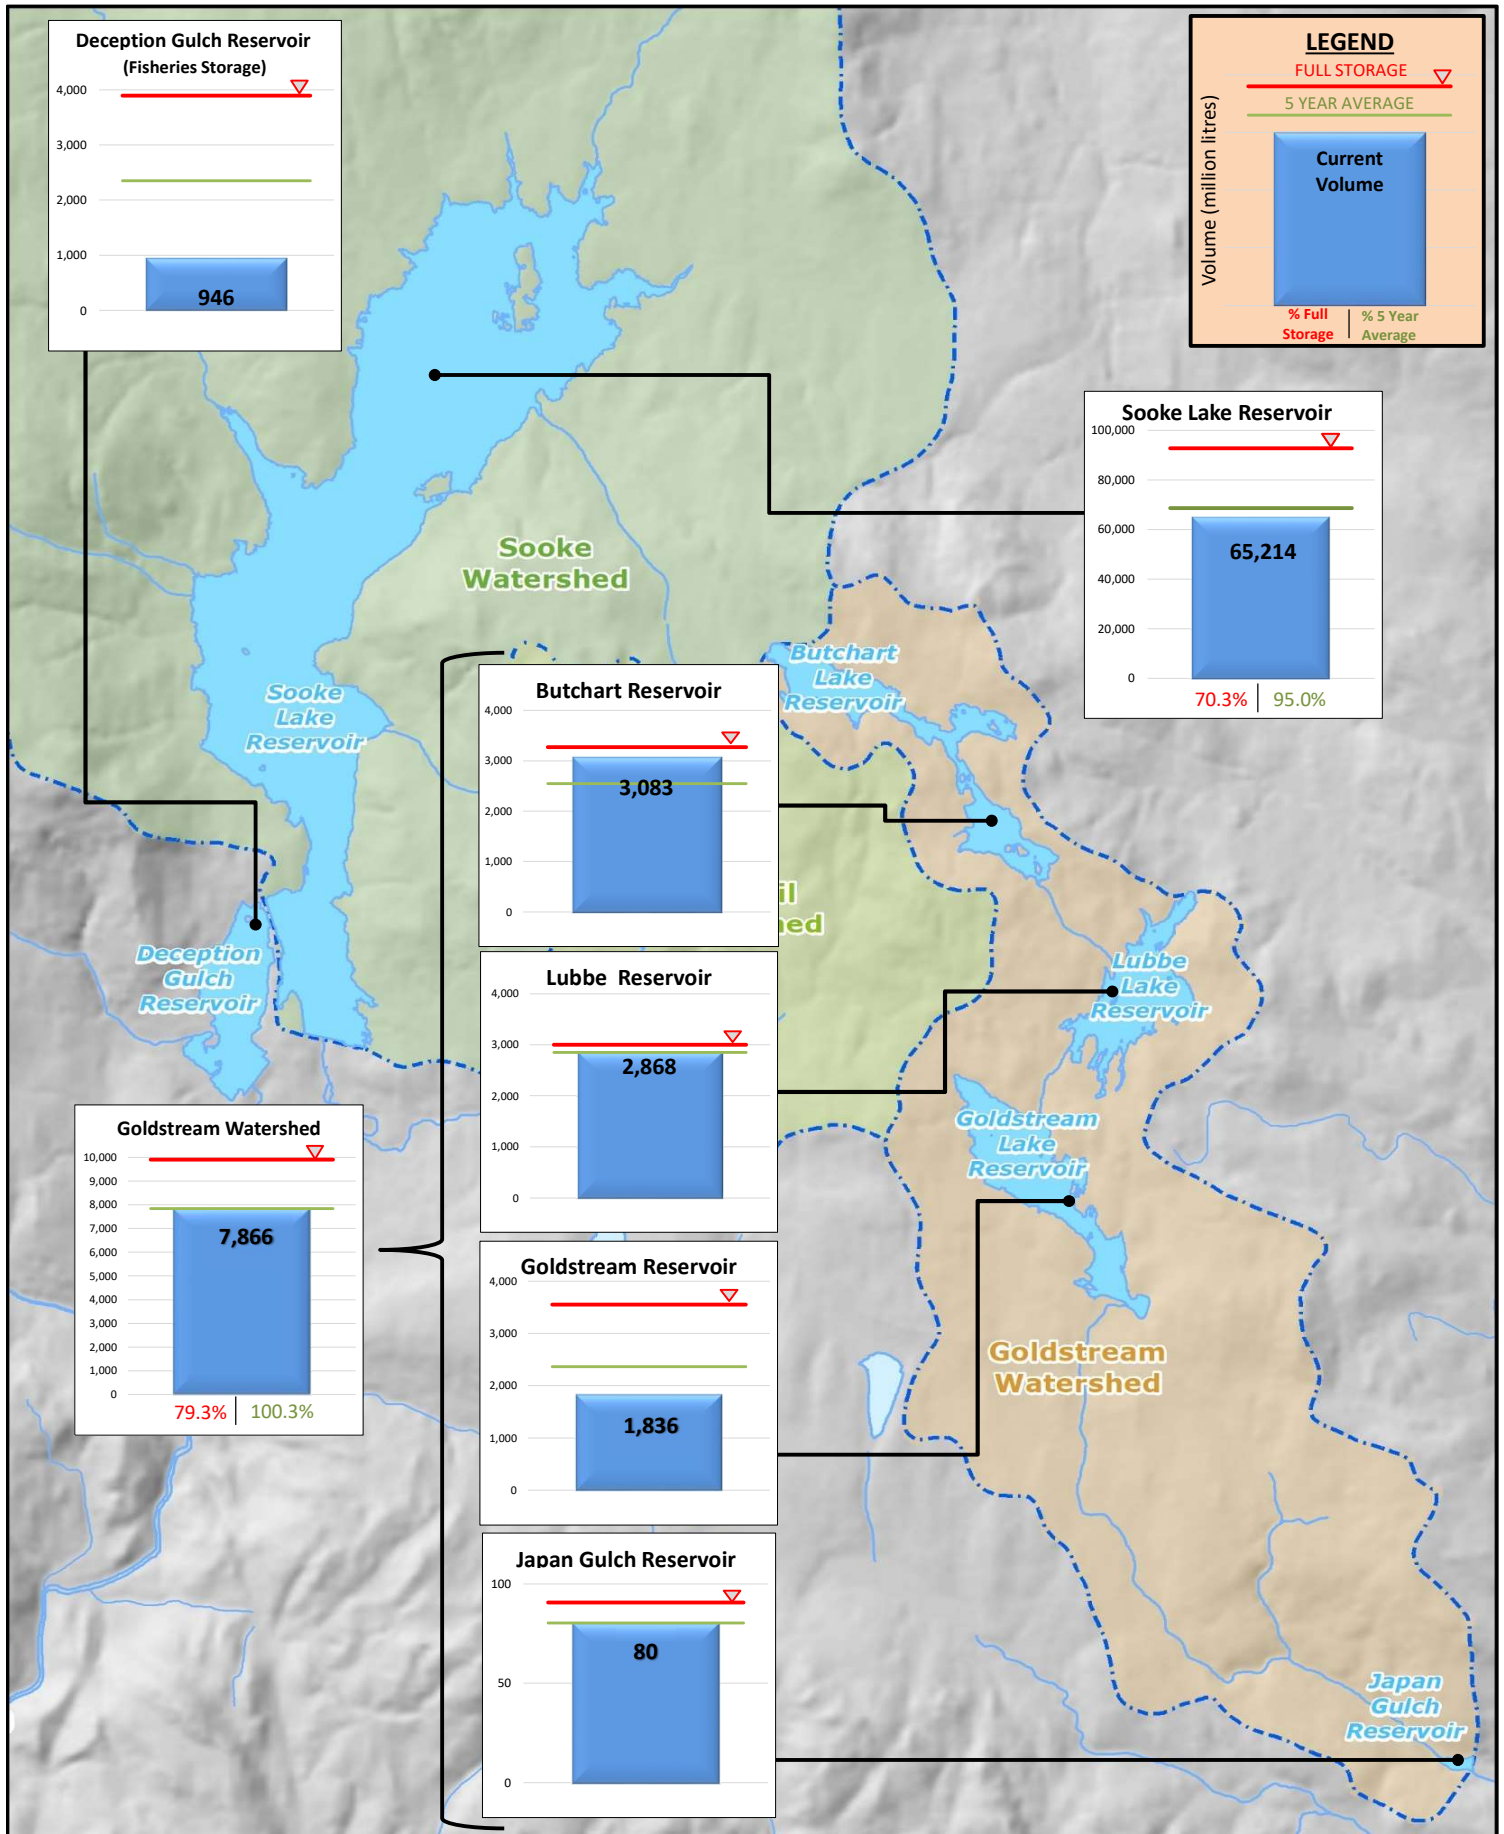 Deception Gulch Reservoir
(Fisheries Storage)
4,000
3,000
2,000
1,000
0
946
LEGEND
FULL STORAGE
5 YEAR AVERAGE
Current
Volume
Volume (million litres)
% Full
Storage
% 5 Year
Average
Sooke Lake Reservoir
100,000
80,000
60,000
40,000
20,000
0
65,214
70.3%
95.0%
Sooke
Watershed
Sooke
Lake
Reservoir
Butchart
Lake
Reservoir
Butchart Reservoir
4,000
3,000
2,000
1,000
0
3,083
il
ed
Deception
Gulch
Reservoir
Lubbe
Lake
Reservoir
Lubbe Reservoir
4,000
3,000
2,000
1,000
0
2,868
Goldstream Watershed
10,000
9,000
8,000
7,000
6,000
5,000
4,000
3,000
2,000
1,000
0
7,866
79.3%
100.3%
Goldstream
Lake
Reservoir
Goldstream Reservoir
4,000
3,000
2,000
1,000
0
1,836
Goldstream
Watershed
Japan Gulch Reservoir
100
50
0
80
Japan
Gulch
Reservoir